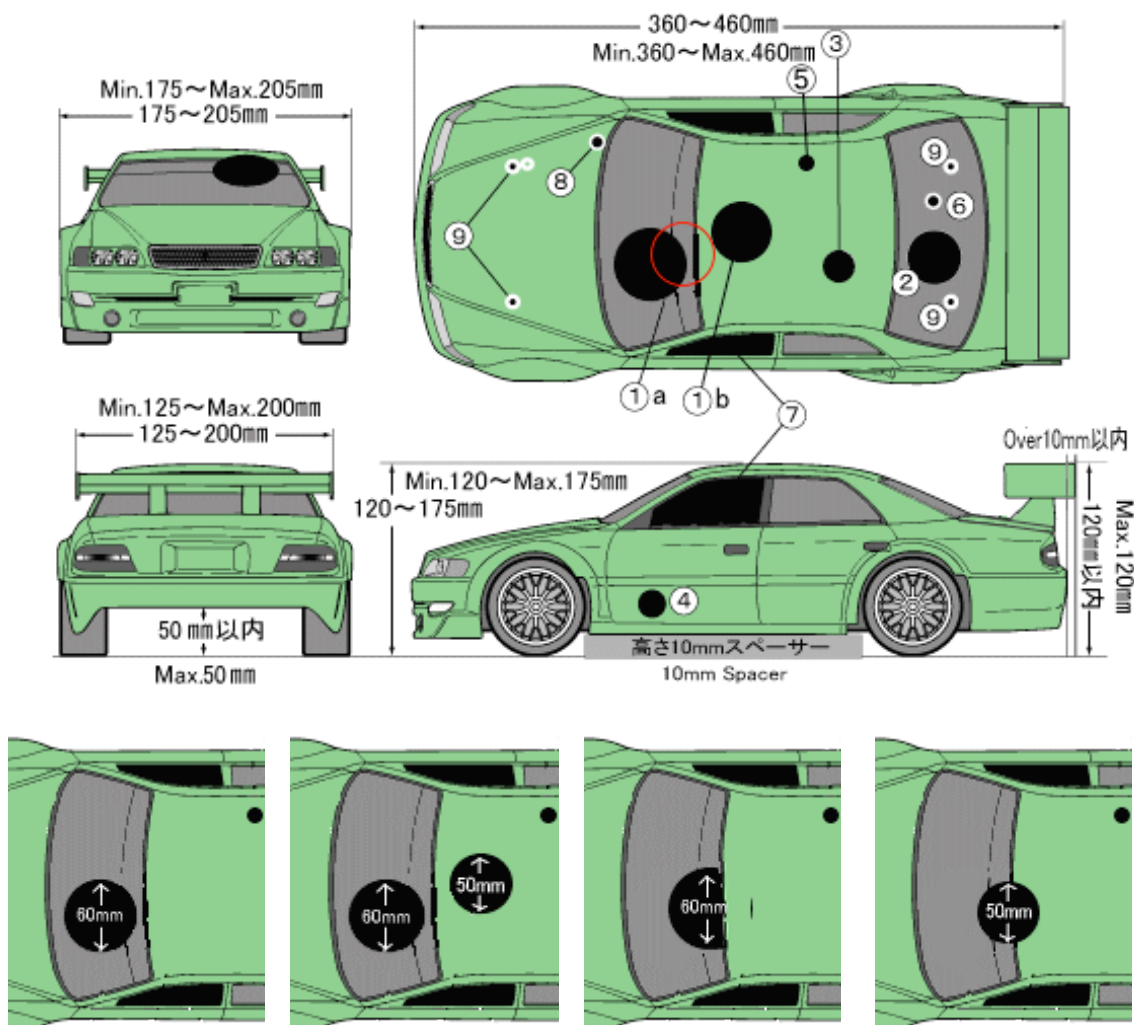 360～460mm
Min.360～Max.460mm
③
⑤
Min.175～Max.205mm
175～205mm
⑧
⑨
⑨
⑥
②
⑨
①a
①b
⑦
Min.125～Max.200mm
125～200mm
Over10mm以内
Min.120～Max.175mm
120～175mm
Max.120mm
120mm以内
④
50mm以内
Max.50mm
高さ10mmスペーサー
10mm Spacer
60mm
60mm
50mm
60mm
50mm